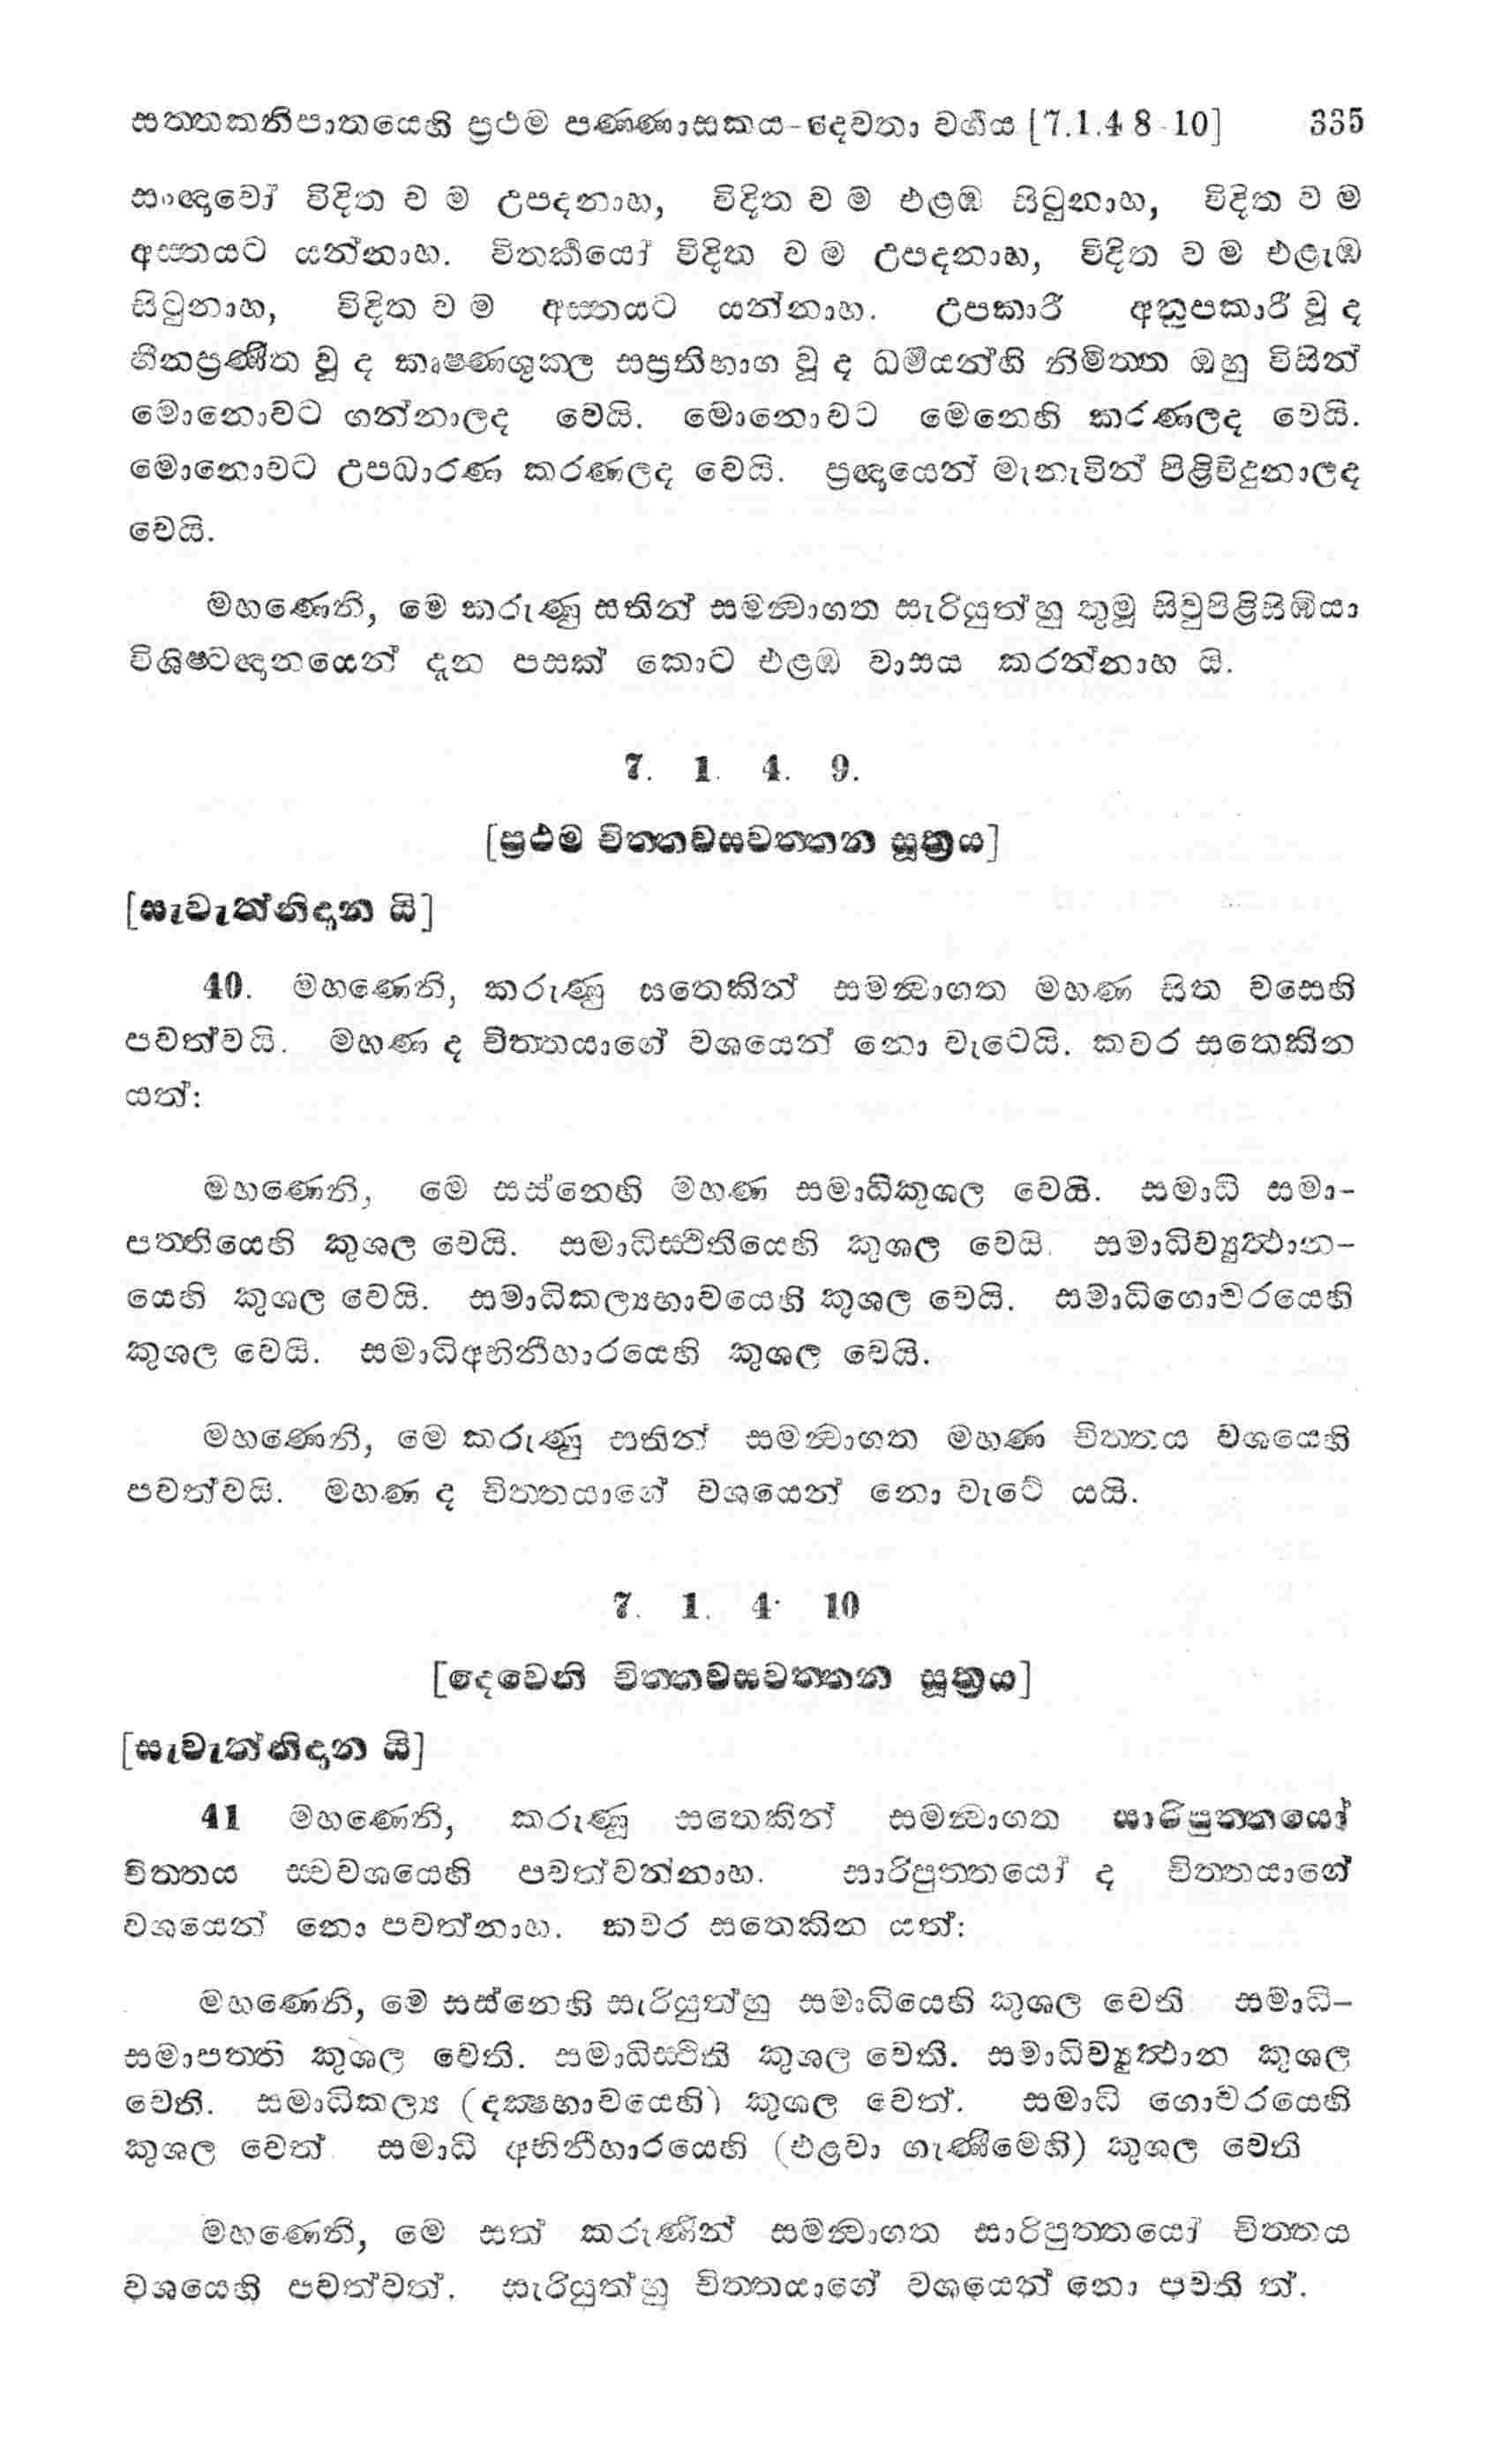 සත්තකනිපාතයෙහි ප්‍රථම පණ්ණාසකය-දෙවතා වර්‍ගය [7.1.4 8-10] 335
සංඥාවෝ විදිත ව ම උපදනාහ, විදිත ව ම එළඹ සිටුනාහ, විදිත ව ම
අස්තයට යන්නාහ. විතර්‍කයෝ විදිත ව ම උපදනාහ, විදිත ව ම එළැඹ
සිටුනාහ, විදිත ව ම අස්තයට යන්නාහ. උපකාරී අනුපකාරී වූ ද
හීනප්‍රණීත වූ ද කෘෂ්ණශුක්ල සප්‍රතිභාග වූ ද ධර්‍මයන්හි නිමිත්ත ඔහු විසින්
මොනොවට ගන්නාලද වෙයි. මොනොවට මෙනෙහි කරණලද වෙයි.
මොනොවට උපධාරණ කරණලද වෙයි. ප්‍රඥායෙන් මැනැවින් පිළිවිදුනාලද
වෙයි.
මහණෙනි, මේ කරුණු සතින් සමන්‍වාගත සැරියුත්හු තුමූ සිවුපිළිසිඹියා
විශිෂ්ටඥානයෙන් දැන පසක් කොට එළඹ වාසය කරන්නාහ යි.
7. 1. 4. 9.
[ප්‍රථම චිත්තවසවත්තන සූත්‍රය]
[සැවැත්නිදාන යි]
40. මහණෙනි, කරුණු සතෙකින් සමන්‍වාගත මහණ සිත වසෙහි
පවත්වයි. මහණ ද චිත්තයාගේ වශයෙන් නො වැටෙයි. කවර සතෙකින
යත්:
මහණෙනි, මේ සස්නෙහි මහණ සමාධිකුශල වෙයි. සමාධි සමා-
පත්තියෙහි කුශල වෙයි. සමාධිස්ථිතියෙහි කුශල වෙයි. සමාධිව්‍යුත්‍ථාන-
යෙහි කුශල වෙයි. සමාධිකල්‍යභාවයෙහි කුශල වෙයි. සමාධිගොචරයෙහි
කුශල වෙයි. සමාධිඅභිනීහාරයෙහි කුශල වෙයි.
මහණෙනි, මේ කරුණු සතින් සමන්‍වාගත මහණ චිත්තය වශයෙහි
පවත්වයි. මහණ ද චිත්තයාගේ වශයෙන් නො වැටේ යයි.
7. 1. 4. 10
[දෙවෙනි චිත්තවසවත්තන සූත්‍රය]
[සැවැත්නිදාන යි]
41 මහණෙනි, කරුණු සතෙකින් සමන්‍වාගත සාරිපුත්තයෝ
චිත්තය ස්වවශයෙහි පවත්වන්නාහ. සාරිපුත්තයෝ ද චිත්තයාගේ
වශයෙන් නො පවත්නාහ. කවර සතෙකින යත්:
මහණෙනි, මේ සස්නෙහි සැරියුත්හු සමාධියෙහි කුශල වෙති සමාධි-
සමාපත්ති කුශල වෙති. සමාධිස්ථිති කුශල වෙති. සමාධිව්‍යුත්‍ථාන කුශල
වෙති. සමාධිකල්‍ය (දක්‍ෂභාවයෙහි) කුශල වෙත්. සමාධි ගොචරයෙහි
කුශල වෙත්. සමාධි අභිනීහාරයෙහි (එළවා ගැණීමෙහි) කුශල වෙති
මහණෙනි, මේ සත් කරුණින් සමන්‍වාගත සාරිපුත්තයෝ චිත්තය
වශයෙහි පවත්වත්. සැරියුත්හු චිත්තයාගේ වශයෙන් නො පවති ත්.